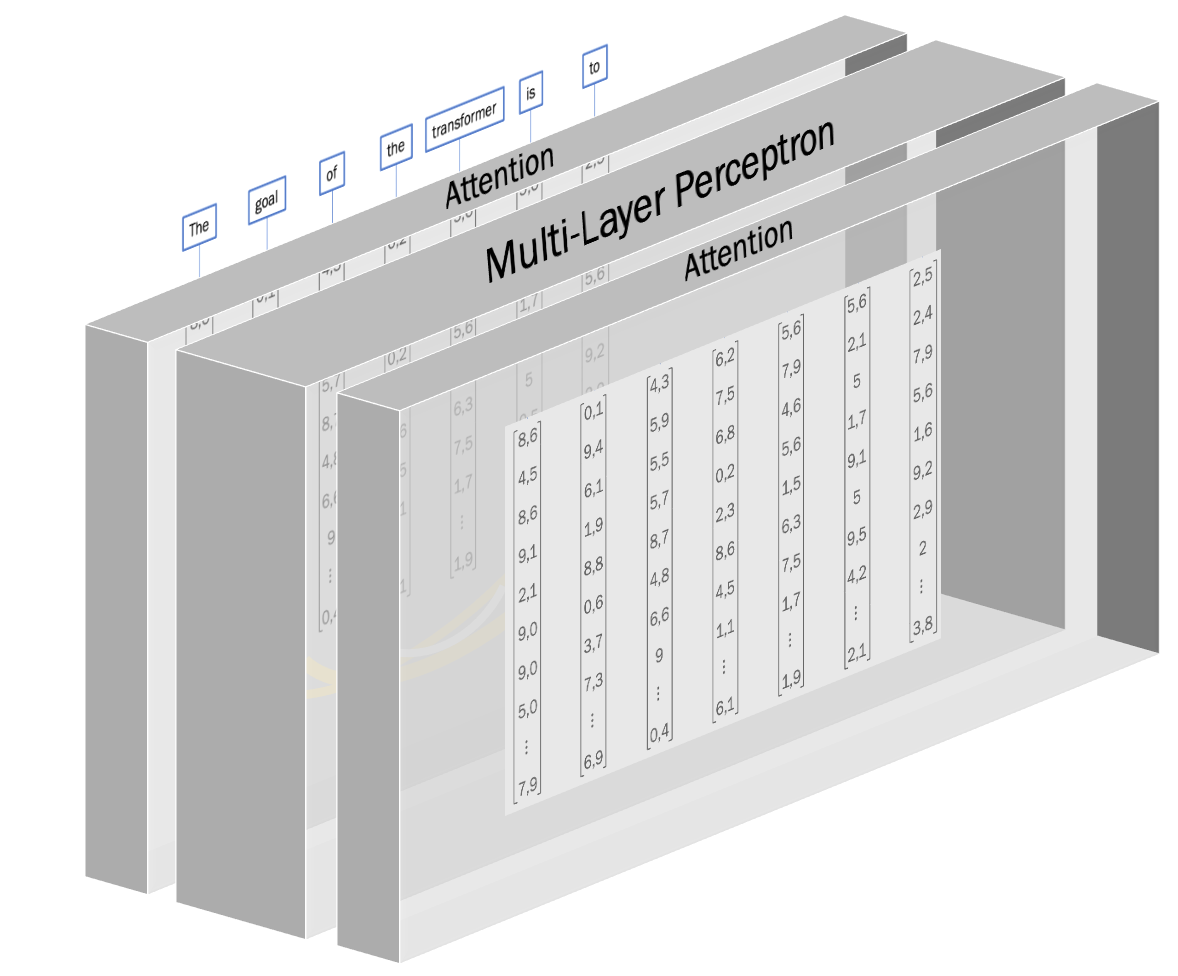 The goal of the transformer is to
Attention
Multi-Layer Perceptron
Attention
8,6 0,1 4,3 6,2 5,6 5,6 2,5
4,5 9,4 5,9 7,5 7,9 2,1 2,4
8,6 6,1 5,5 6,8 4,6 5 7,9
9,1 1,9 5,7 0,2 5,6 1,7 5,6
2,1 8,8 8,7 2,3 1,5 9,1 1,6
9,0 0,6 4,8 8,6 6,3 5 9,2
9,0 3,7 6,6 4,5 7,5 9,5 2,9
5,0 7,3 9 1,1 1,7 4,2 2
⋮ ⋮ ⋮ ⋮ ⋮ ⋮ ⋮
7,9 6,9 0,4 6,1 1,9 2,1 3,8